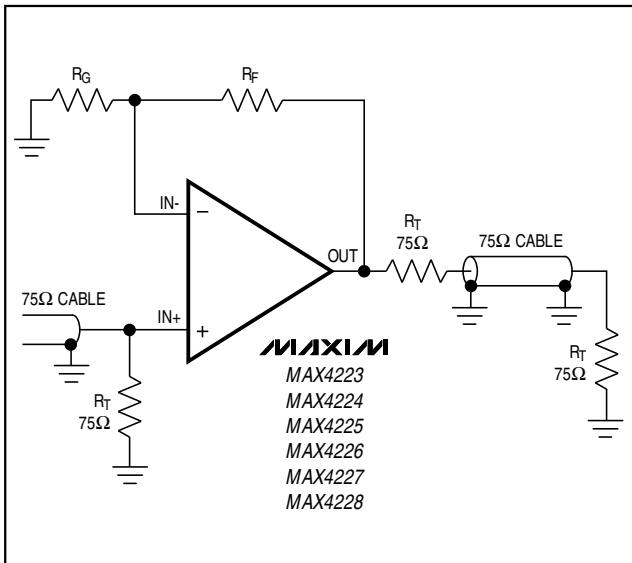 RG
RF
IN-
−
OUT
RT
75Ω
75Ω CABLE
75Ω CABLE
IN+
+
RT
75Ω
RT
75Ω
MAXIM
MAX4223
MAX4224
MAX4225
MAX4226
MAX4227
MAX4228